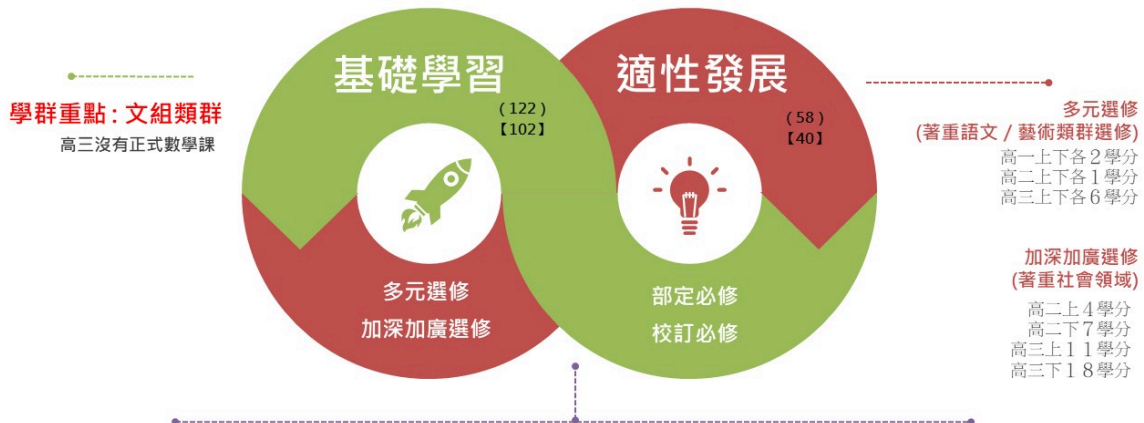 基礎學習
(122)
【102】
適性發展
(58)
【40】
學群重點: 文組類群
高三沒有正式數學課
多元選修
加深加廣選修
部定必修
校訂必修
多元選修
(著重語文 / 藝術類群選修)
高一上下各2學分
高二上下各1學分
高三上下各6學分
加深加廣選修
(著重社會領域)
高二上4學分
高二下7學分
高三上11學分
高三下18學分